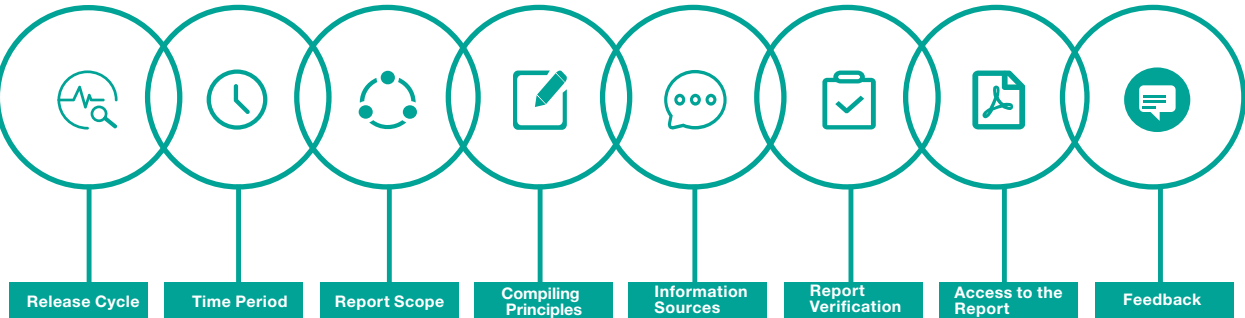 Release Cycle
Time Period
Report Scope
Compiling
Principles
Information
Sources
Report
Verification
Access to the
Report
Feedback